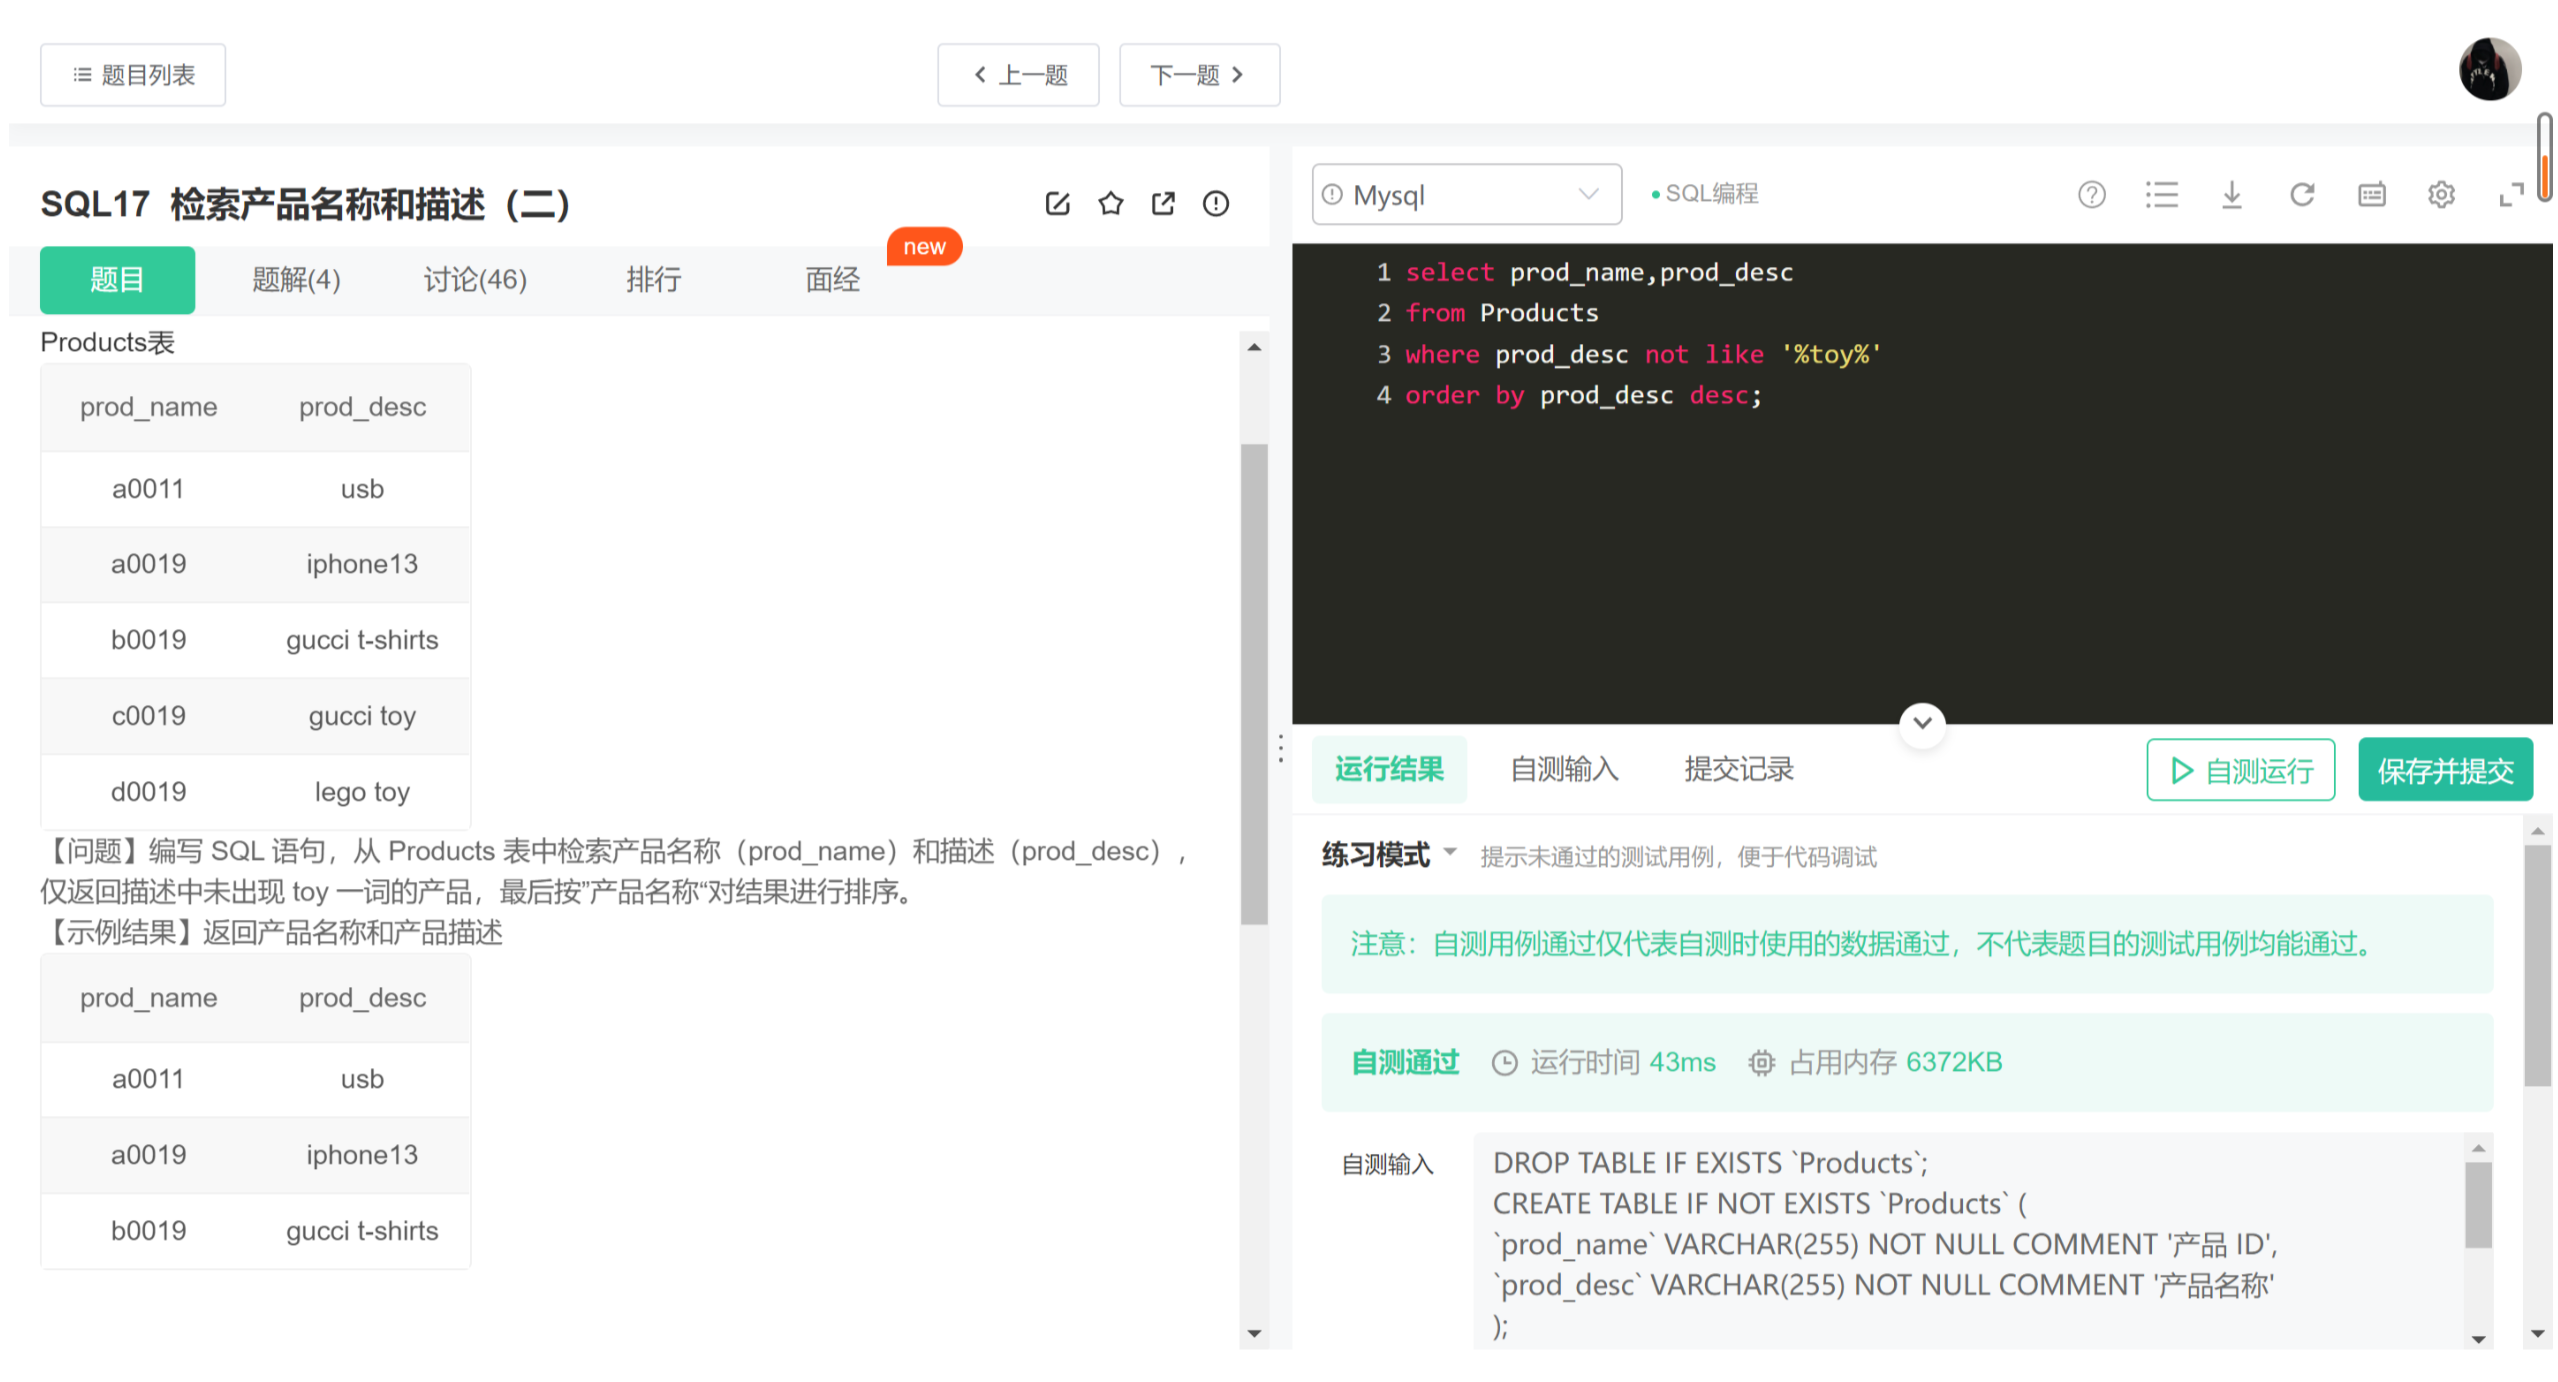 题目列表
上一题
下一题
SQL17 检索产品名称和描述（二）
题目
题解(4)
讨论(46)
排行
面经
new
Products表
prod_name prod_desc
a0011 usb
a0019 iphone13
b0019 gucci t-shirts
c0019 gucci toy
d0019 lego toy
【问题】编写 SQL 语句，从 Products 表中检索产品名称（prod_name）和描述（prod_desc），
仅返回描述中未出现 toy 一词的产品，最后按”产品名称“对结果进行排序。
【示例结果】返回产品名称和产品描述
prod_name prod_desc
a0011 usb
a0019 iphone13
b0019 gucci t-shirts
Mysql
SQL编程
1 select prod_name,prod_desc
2 from Products
3 where prod_desc not like '%toy%'
4 order by prod_desc desc;
运行结果
自测输入
提交记录
自测运行
保存并提交
练习模式 提示未通过的测试用例，便于代码调试
注意：自测用例通过仅代表自测时使用的数据通过，不代表题目的测试用例均能通过。
自测通过 运行时间 43ms 占用内存 6372KB
自测输入
DROP TABLE IF EXISTS `Products`;
CREATE TABLE IF NOT EXISTS `Products` (
`prod_name` VARCHAR(255) NOT NULL COMMENT '产品 ID',
`prod_desc` VARCHAR(255) NOT NULL COMMENT '产品名称'
);